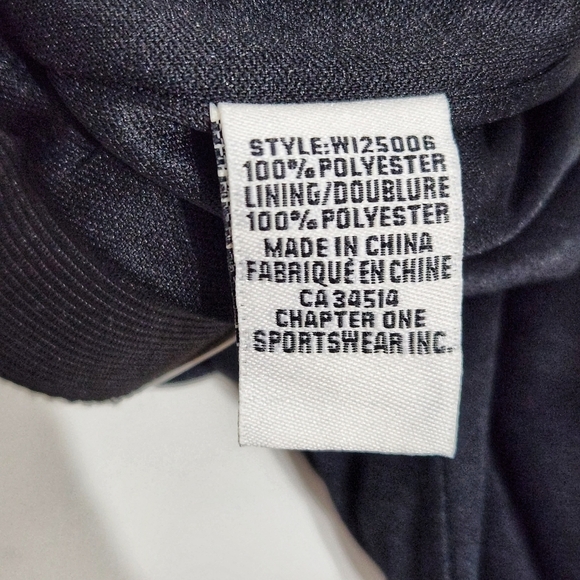 STYLE:W125006
100% POLYESTER
LINING/DOUBLURE
100% POLYESTER
MADE IN CHINA
FABRIQUÉ EN CHINE
CA 34514
CHAPTER ONE
SPORTSWEAR INC.